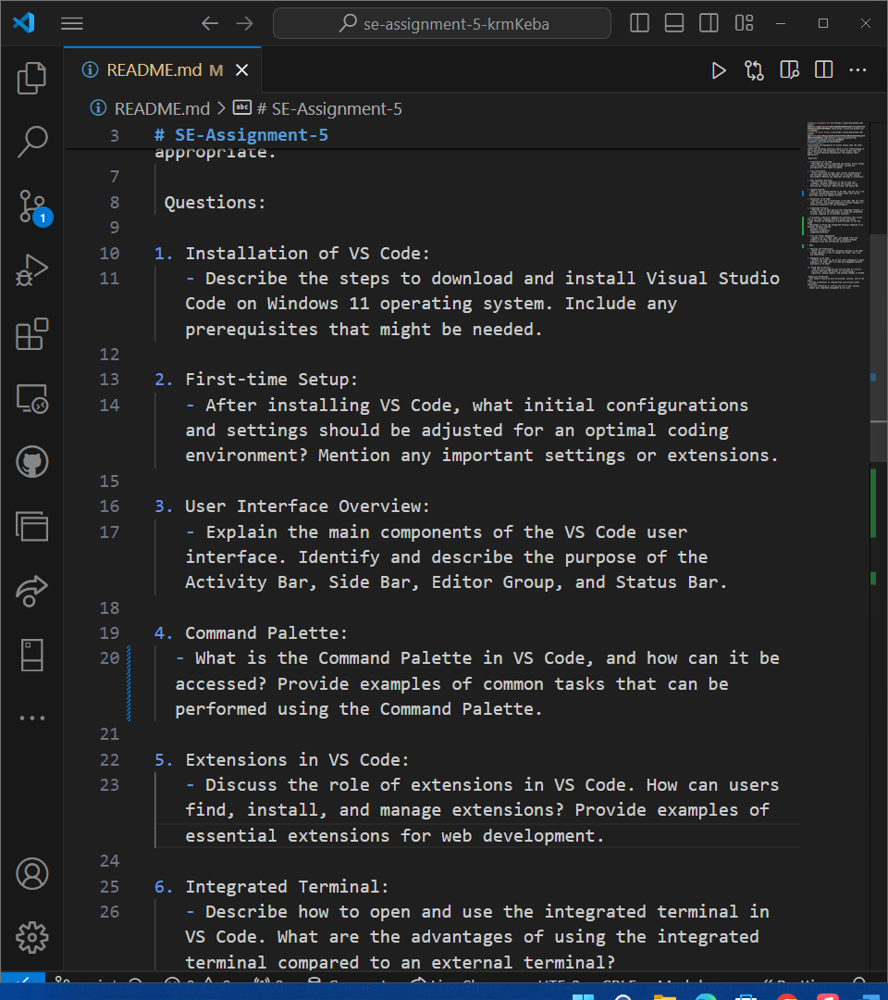 se-assignment-5-krmKeba
README.md M
README.md > # SE-Assignment-5
3 # SE-Assignment-5
appropriate.
7
8 Questions:
9
10 1. Installation of VS Code:
11 - Describe the steps to download and install Visual Studio
Code on Windows 11 operating system. Include any
prerequisites that might be needed.
12
13 2. First-time Setup:
14 - After installing VS Code, what initial configurations
and settings should be adjusted for an optimal coding
environment? Mention any important settings or extensions.
15
16 3. User Interface Overview:
17 - Explain the main components of the VS Code user
interface. Identify and describe the purpose of the
Activity Bar, Side Bar, Editor Group, and Status Bar.
18
19 4. Command Palette:
20 - What is the Command Palette in VS Code, and how can it be
accessed? Provide examples of common tasks that can be
performed using the Command Palette.
21
22 5. Extensions in VS Code:
23 - Discuss the role of extensions in VS Code. How can users
find, install, and manage extensions? Provide examples of
essential extensions for web development.
24
25 6. Integrated Terminal:
26 - Describe how to open and use the integrated terminal in
VS Code. What are the advantages of using the integrated
terminal compared to an external terminal?
1